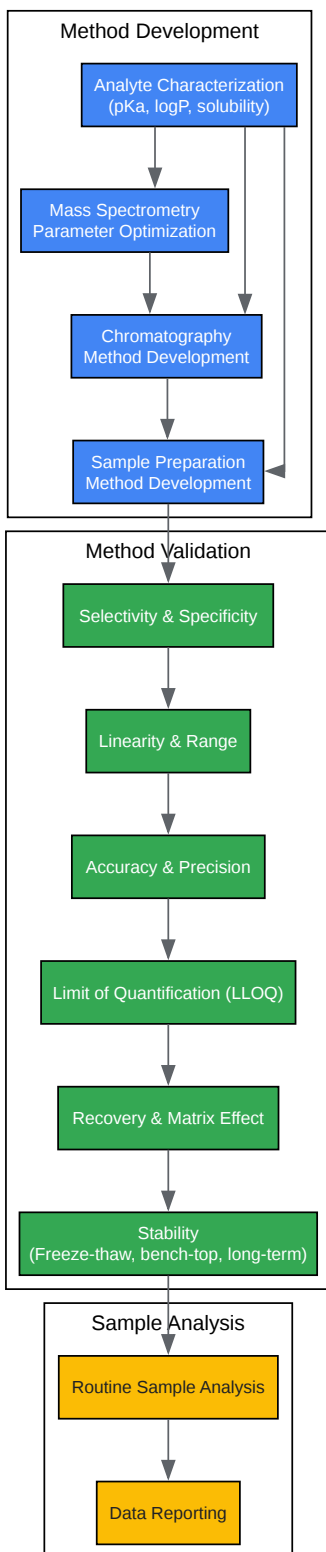 Method Development
Analyte Characterization
(pKa, logP, solubility)
Mass Spectrometry
Parameter Optimization
Chromatography
Method Development
Sample Preparation
Method Development
Method Validation
Selectivity & Specificity
Linearity & Range
Accuracy & Precision
Limit of Quantification (LLOQ)
Recovery & Matrix Effect
Stability
(Freeze-thaw, bench-top, long-term)
Sample Analysis
Routine Sample Analysis
Data Reporting